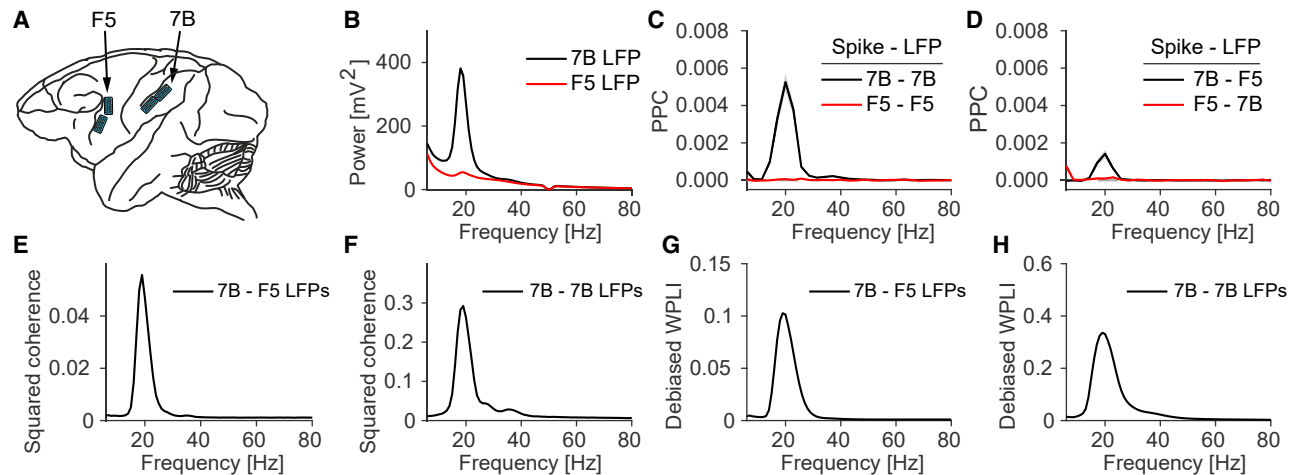 A
F5
7B
B
Power [mV²]
400
200
0
20
40
60
80
Frequency [Hz]
7B LFP
F5 LFP
C
PPC
0.008
0.006
0.004
0.002
0.000
20
40
60
80
Frequency [Hz]
Spike - LFP
7B - 7B
F5 - F5
D
PPC
0.008
0.006
0.004
0.002
0.000
20
40
60
80
Frequency [Hz]
Spike - LFP
7B - F5
F5 - 7B
E
Squared coherence
0.04
0.02
0
20
40
60
80
Frequency [Hz]
7B - F5 LFPs
F
Squared coherence
0.3
0.2
0.1
0
20
40
60
80
Frequency [Hz]
7B - 7B LFPs
G
Debiased WPLI
0.15
0.1
0.05
0
20
40
60
80
Frequency [Hz]
7B - F5 LFPs
H
Debiased WPLI
0.6
0.4
0.2
0
20
40
60
80
Frequency [Hz]
7B - 7B LFPs